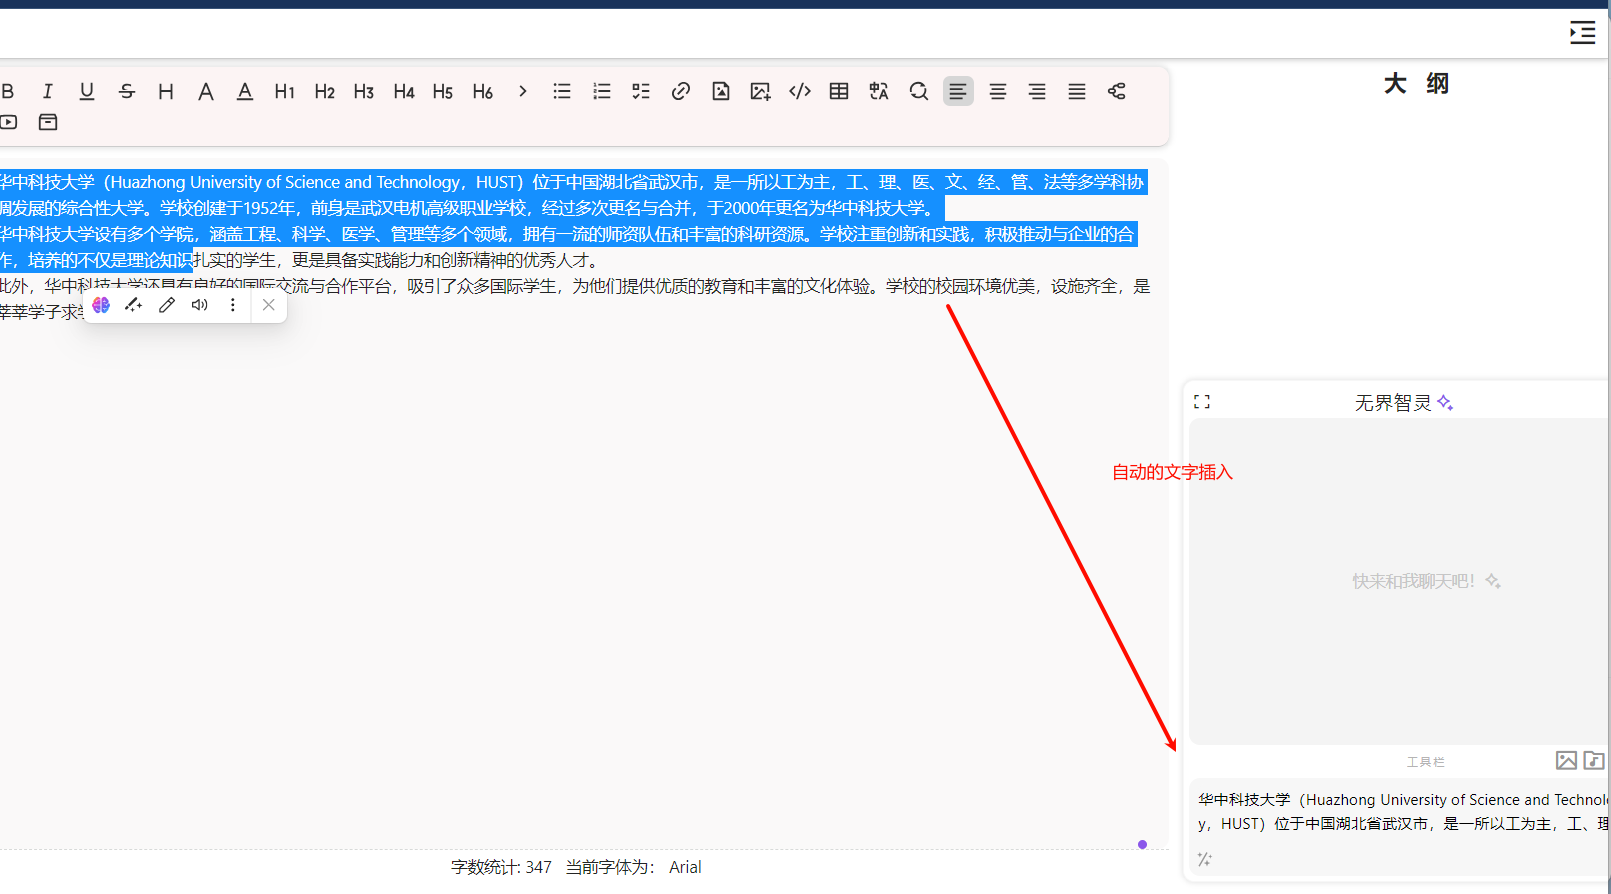 大 纲
B I U S H A A H1 H2 H3 H4 H5 H6
华中科技大学（Huazhong University of Science and Technology，HUST）位于中国湖北省武汉市，是一所以工为主，工、理、医、文、经、管、法等多学科协
调发展的综合性大学。学校创建于1952年，前身是武汉电机高级职业学校，经过多次更名与合并，于2000年更名为华中科技大学。
华中科技大学设有多个学院，涵盖工程、科学、医学、管理等多个领域，拥有一流的师资队伍和丰富的科研资源。学校注重创新和实践，积极推动与企业的合
作，培养的不仅是理论知识扎实的学生，更是具备实践能力和创新精神的优秀人才。
此外，华中科技大学还具有良好的国际交流与合作平台，吸引了众多国际学生，为他们提供优质的教育和丰富的文化体验。学校的校园环境优美，设施齐全，是
莘莘学子求学
无界智灵
自动的文字插入
快来和我聊天吧！
工具栏
华中科技大学（Huazhong University of Science and Technol
y，HUST）位于中国湖北省武汉市，是一所以工为主，工、理
字数统计: 347 当前字体为： Arial